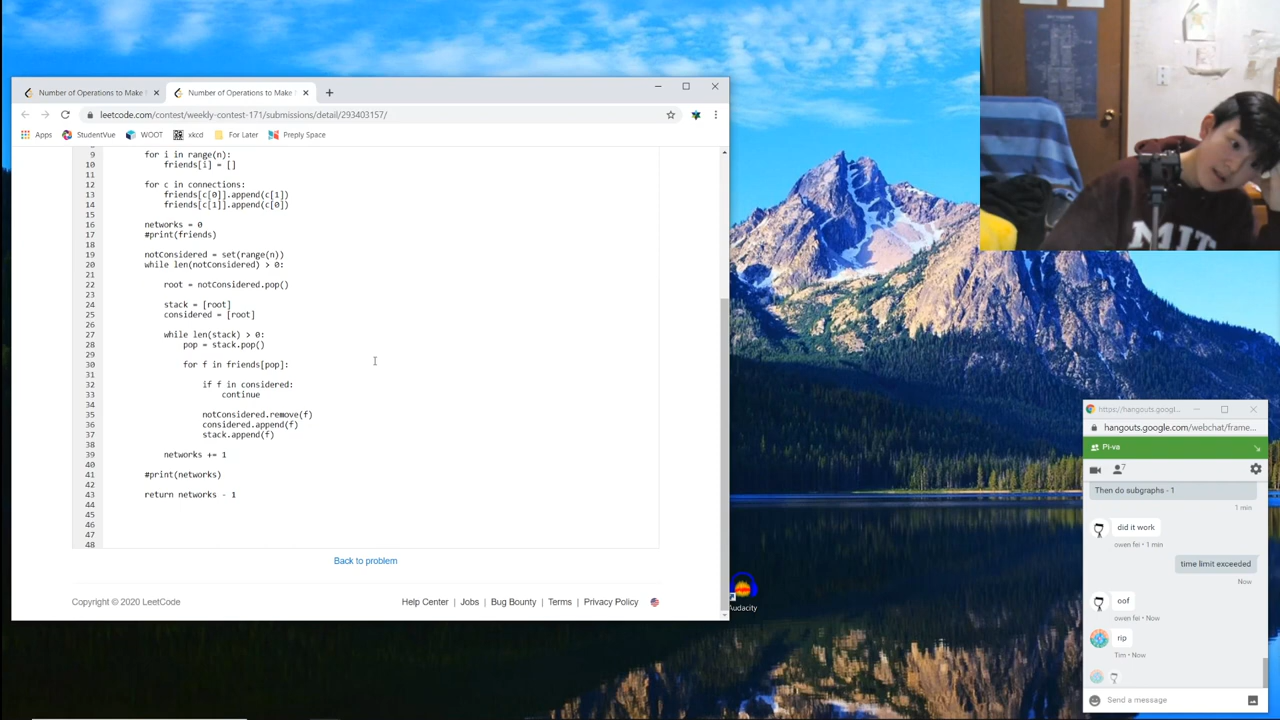 Number of Operations to Make
Number of Operations to Make
leetcode.com/contest/weekly-contest-171/submissions/detail/293403157/
Apps StudentVue WOOT xkcd For Later Preply Space
9 for i in range(n):
10 friends[i] = []
11
12 for c in connections:
13 friends[c[0]].append(c[1])
14 friends[c[1]].append(c[0])
15
16 networks = 0
17 #print(friends)
18
19 notConsidered = set(range(n))
20 while len(notConsidered) > 0:
21
22 root = notConsidered.pop()
23
24 stack = [root]
25 considered = [root]
26
27 while len(stack) > 0:
28 pop = stack.pop()
29
30 for f in friends[pop]:
31
32 if f in considered:
33 continue
34
35 notConsidered.remove(f)
36 considered.append(f)
37 stack.append(f)
38
39 networks += 1
40
41 #print(networks)
42
43 return networks - 1
44
45
46
47
48
Back to problem
Copyright © 2020 LeetCode
Help Center | Jobs | Bug Bounty | Terms | Privacy Policy
Audacity
MIT
https://hangouts.googl...
hangouts.google.com/webchat/frame...
Pi-va
7
Then do subgraphs - 1
1 min
did it work
owen fei • 1 min
time limit exceeded
Now
oof
owen fei • Now
rip
Tim • Now
Send a message